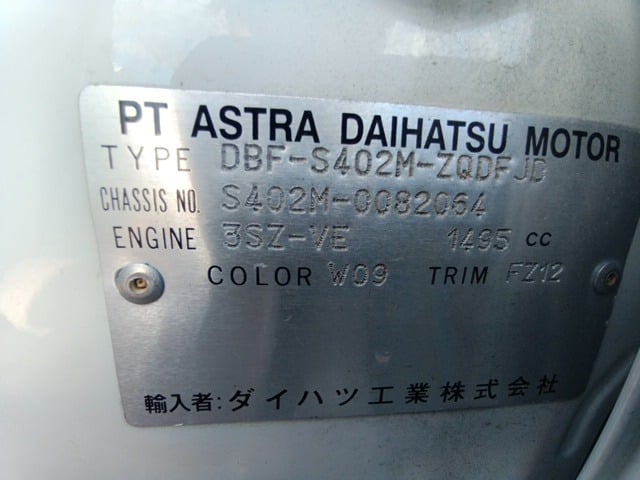 PT ASTRA DAIHATSU MOTOR
TYPE DBF-S402M-ZQDFJD
CHASSIS NO. S402M-0082064
ENGINE 3SZ-VE 1495 CC
COLOR W09 TRIM FZ12
輸入者:ダイハツ工業株式会社